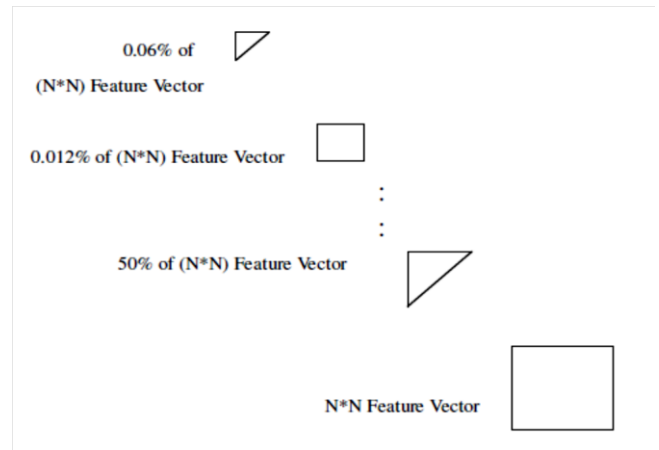 0.06% of
(N*N) Feature Vector
0.012% of (N*N) Feature Vector
:
:
50% of (N*N) Feature Vector
N*N Feature Vector